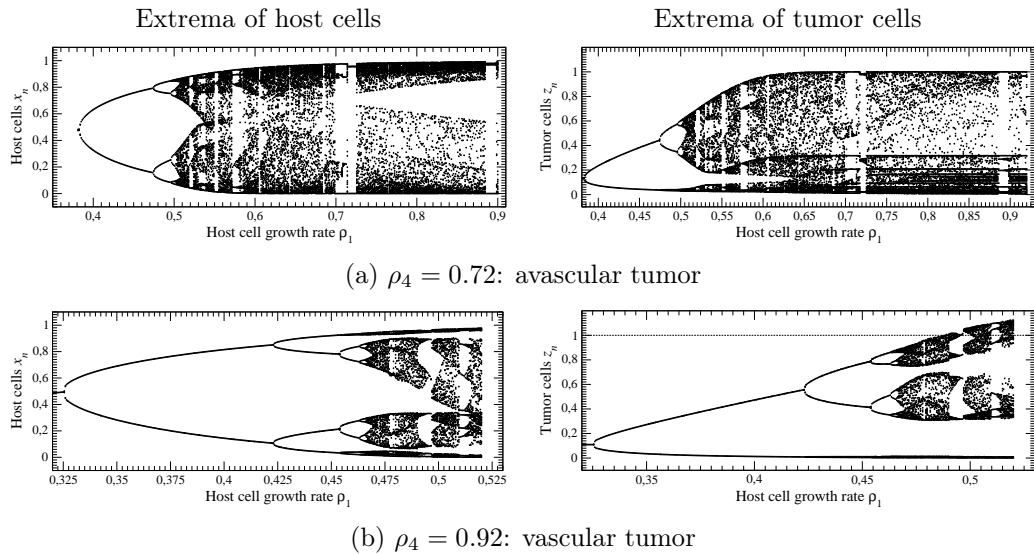 Extrema of host cells
Extrema of tumor cells
1
0,8
0,6
0,4
0,2
0
Host cells x_n
0,4 0,5 0,6 0,7 0,8 0,9
Host cell growth rate ρ_1
1
0,8
0,6
0,4
0,2
0
Tumor cells z_n
0,4 0,45 0,5 0,55 0,6 0,65 0,7 0,75 0,8 0,85 0,9
Host cell growth rate ρ_1
(a) ρ_4 = 0.72: avascular tumor
1
0,8
0,6
0,4
0,2
0
Host cells x_n
0,325 0,35 0,375 0,4 0,425 0,45 0,475 0,5 0,525
Host cell growth rate ρ_1
1
0,8
0,6
0,4
0,2
0
Tumor cells z_n
0,35 0,4 0,45 0,5
Host cell growth rate ρ_1
(b) ρ_4 = 0.92: vascular tumor